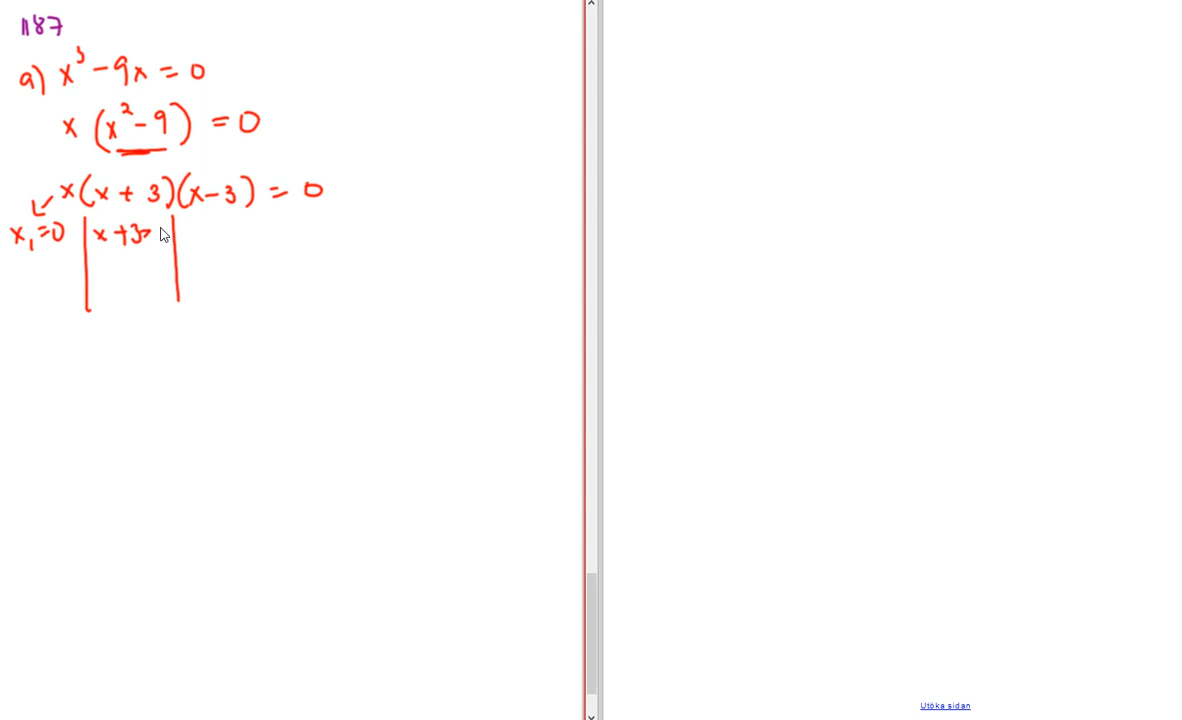 1187
a) x³ - 9x = 0
x (x² - 9) = 0
x(x + 3)(x - 3) = 0
x₁ = 0 | x + 3 = |
Utöka sidan